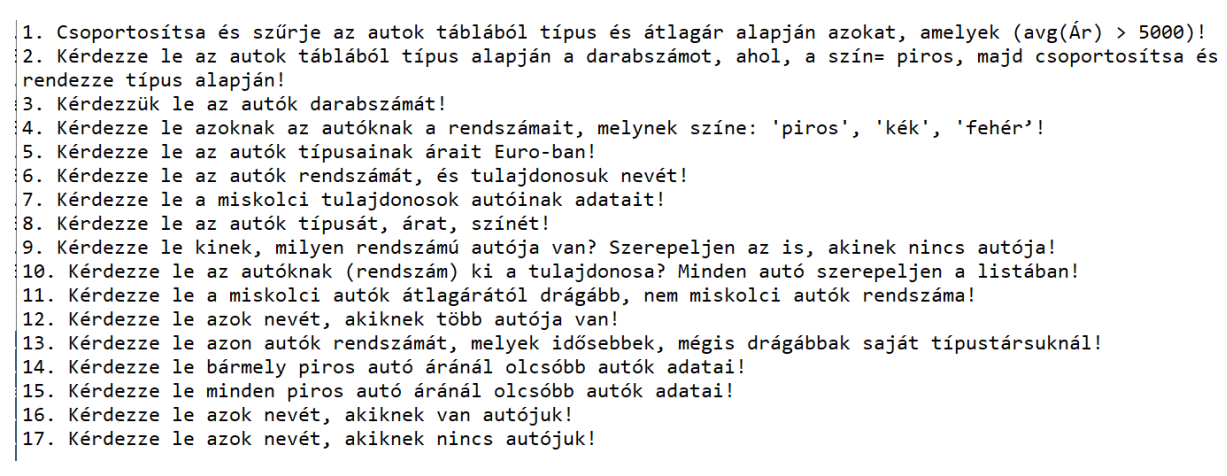 1. Csoportosítsa és szűrje az autok táblából típus és átlagár alapján azokat, amelyek (avg(Ár) > 5000)!
2. Kérdezze le az autok táblából típus alapján a darabszámot, ahol, a szín= piros, majd csoportosítsa és
rendezze típus alapján!
3. Kérdezzük le az autók darabszámát!
4. Kérdezze le azoknak az autóknak a rendszámait, melynek színe: 'piros', 'kék', 'fehér’!
5. Kérdezze le az autók típusainak árait Euro-ban!
6. Kérdezze le az autók rendszámát, és tulajdonosuk nevét!
7. Kérdezze le a miskolci tulajdonosok autóinak adatait!
8. Kérdezze le az autók típusát, árat, színét!
9. Kérdezze le kinek, milyen rendszámú autója van? Szerepeljen az is, akinek nincs autója!
10. Kérdezze le az autóknak (rendszám) ki a tulajdonosa? Minden autó szerepeljen a listában!
11. Kérdezze le a miskolci autók átlagárától drágább, nem miskolci autók rendszáma!
12. Kérdezze le azok nevét, akiknek több autója van!
13. Kérdezze le azon autók rendszámát, melyek idősebbek, mégis drágábbak saját típustársuknál!
14. Kérdezze le bármely piros autó áránál olcsóbb autók adatai!
15. Kérdezze le minden piros autó áránál olcsóbb autók adatai!
16. Kérdezze le azok nevét, akiknek van autójuk!
17. Kérdezze le azok nevét, akiknek nincs autójuk!